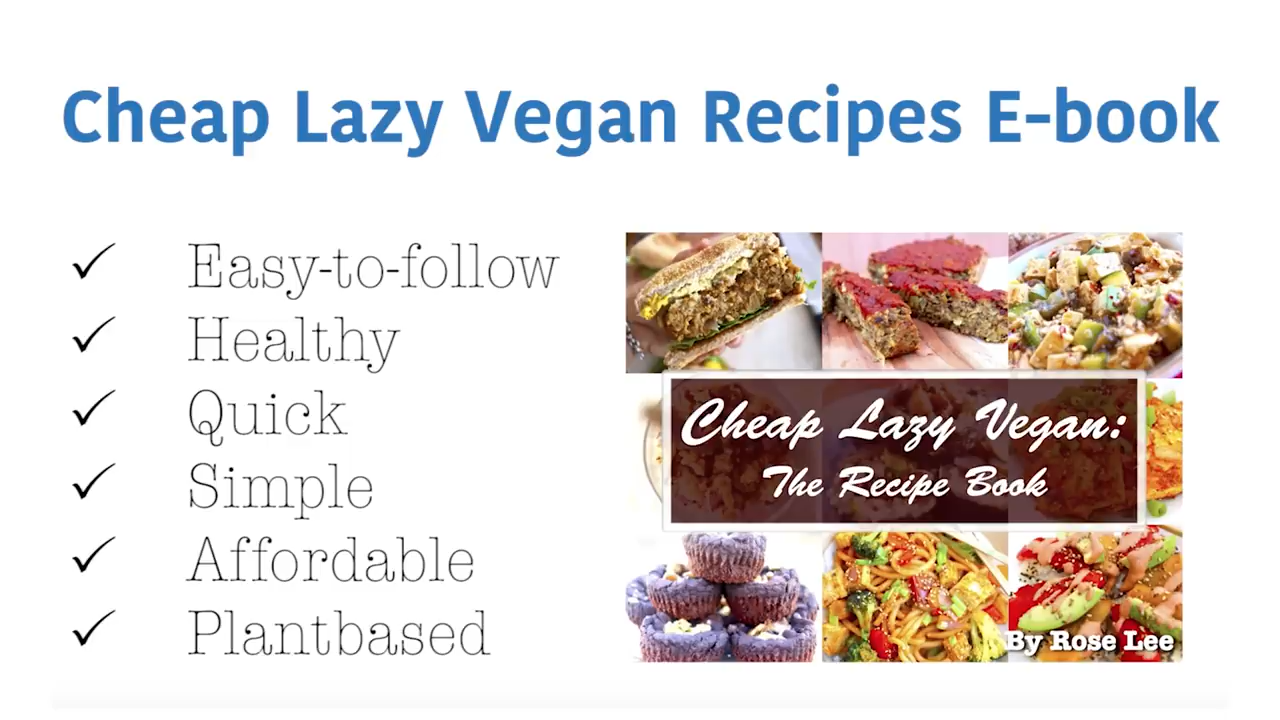 Cheap Lazy Vegan Recipes E-book
Easy-to-follow
Healthy
Quick
Simple
Affordable
Plantbased
Cheap Lazy Vegan:
The Recipe Book
By Rose Lee